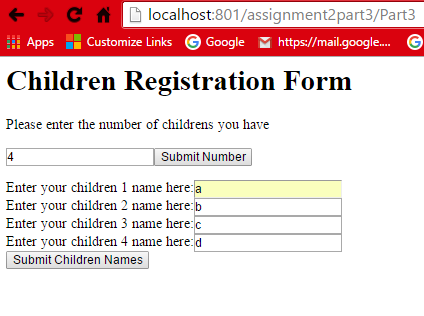 localhost:801/assignment2part3/Part3
Apps Customize Links Google https://mail.google....
Children Registration Form
Please enter the number of childrens you have
4 Submit Number
Enter your children 1 name here: a
Enter your children 2 name here: b
Enter your children 3 name here: c
Enter your children 4 name here: d
Submit Children Names